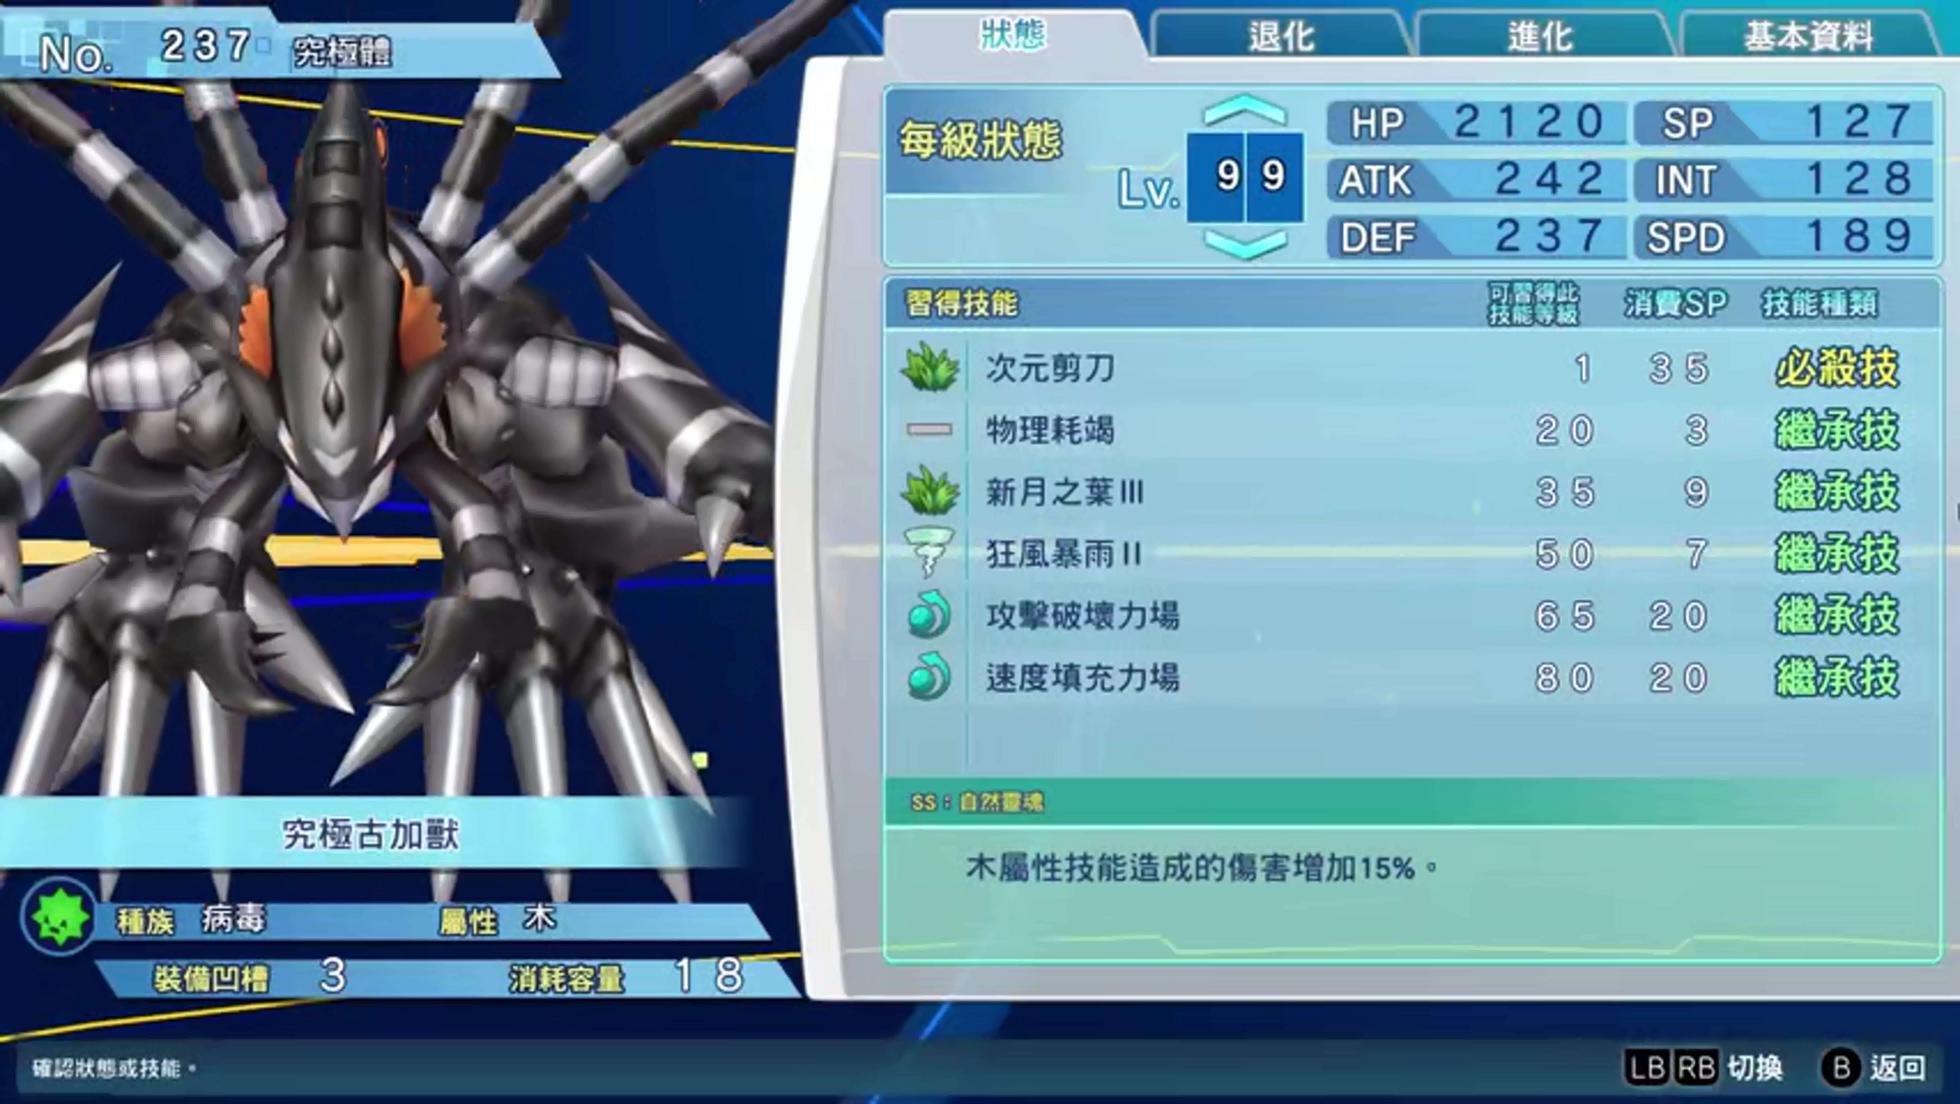 No. 237 究極體
狀態 退化 進化 基本資料
每級狀態
Lv. 99
HP 2120 SP 127
ATK 242 INT 128
DEF 237 SPD 189
習得技能 可習得此技能等級 消費SP 技能種類
次元剪刀 1 35 必殺技
物理耗竭 20 3 繼承技
新月之葉III 35 9 繼承技
狂風暴雨II 50 7 繼承技
攻擊破壞力場 65 20 繼承技
速度填充力場 80 20 繼承技
SS：自然靈魂
木屬性技能造成的傷害增加15%。
究極古加獸
種族 病毒 屬性 木
裝備凹槽 3 消耗容量 18
確認狀態或技能。
LB RB 切換 B 返回